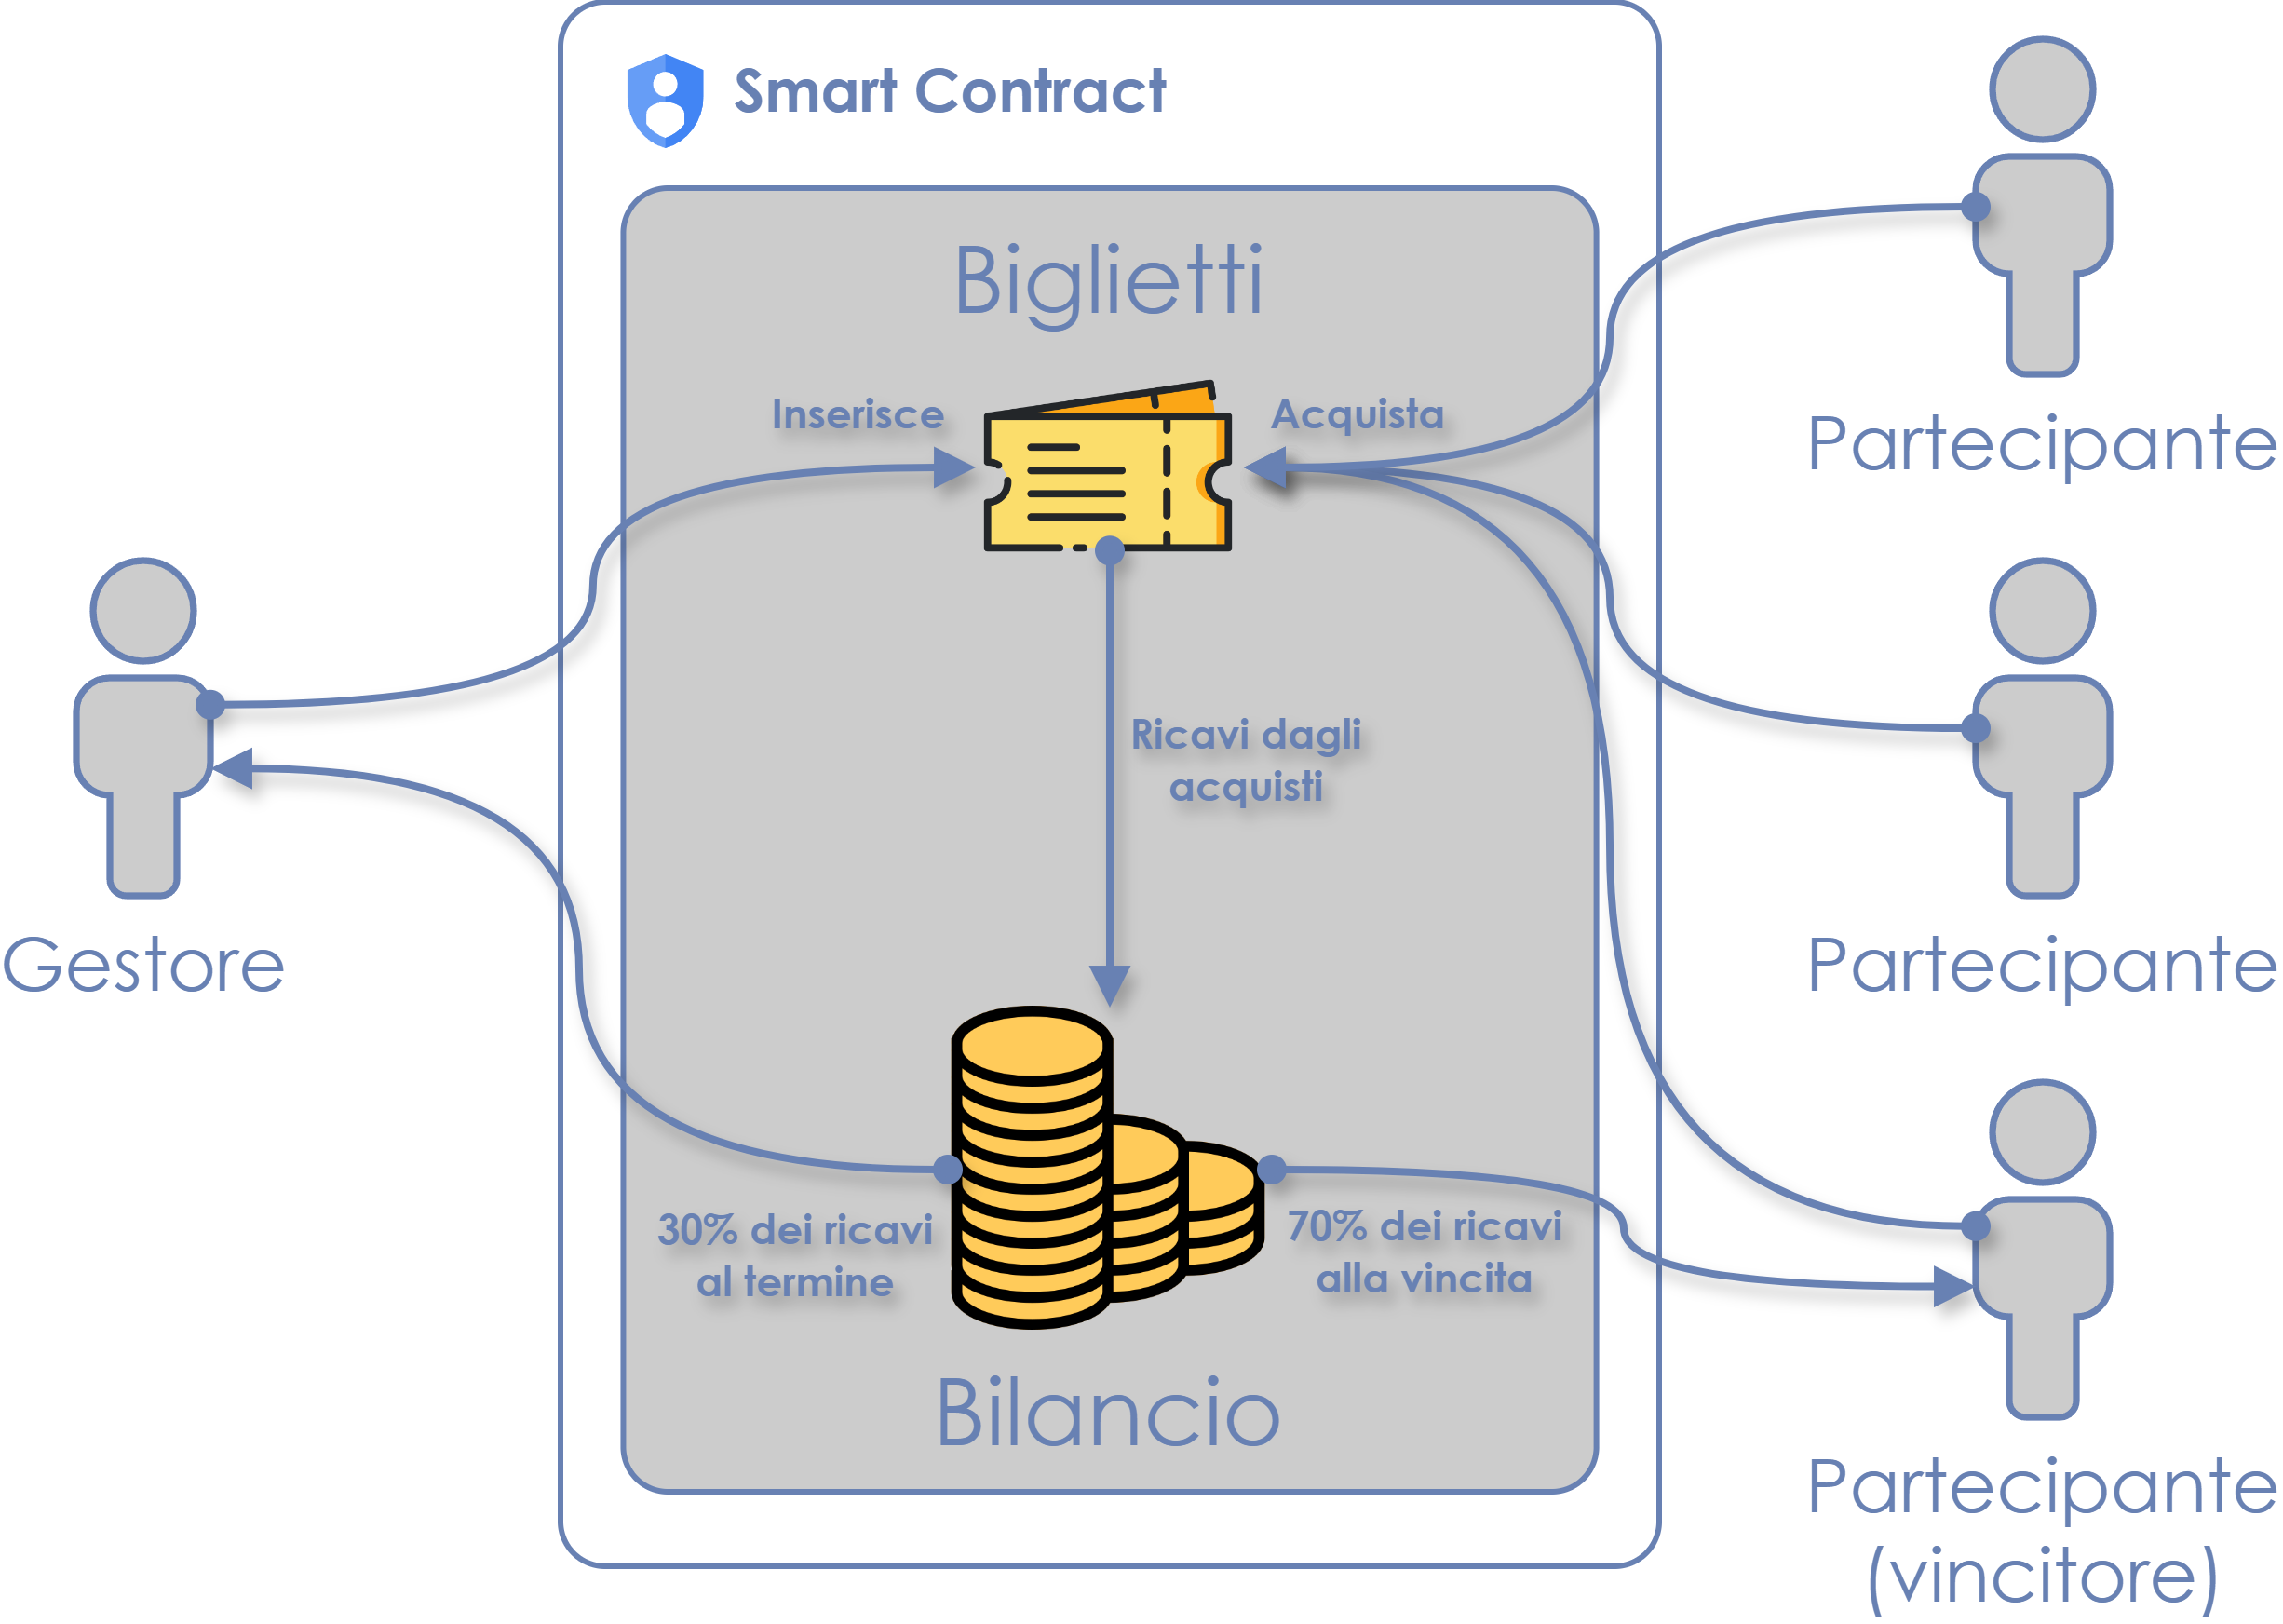 Smart Contract
Biglietti
Inserisce
Acquista
Partecipante
Ricavi dagli
acquisti
Gestore
Partecipante
30% dei ricavi
al termine
70% dei ricavi
alla vincita
Bilancio
Partecipante
(vincitore)